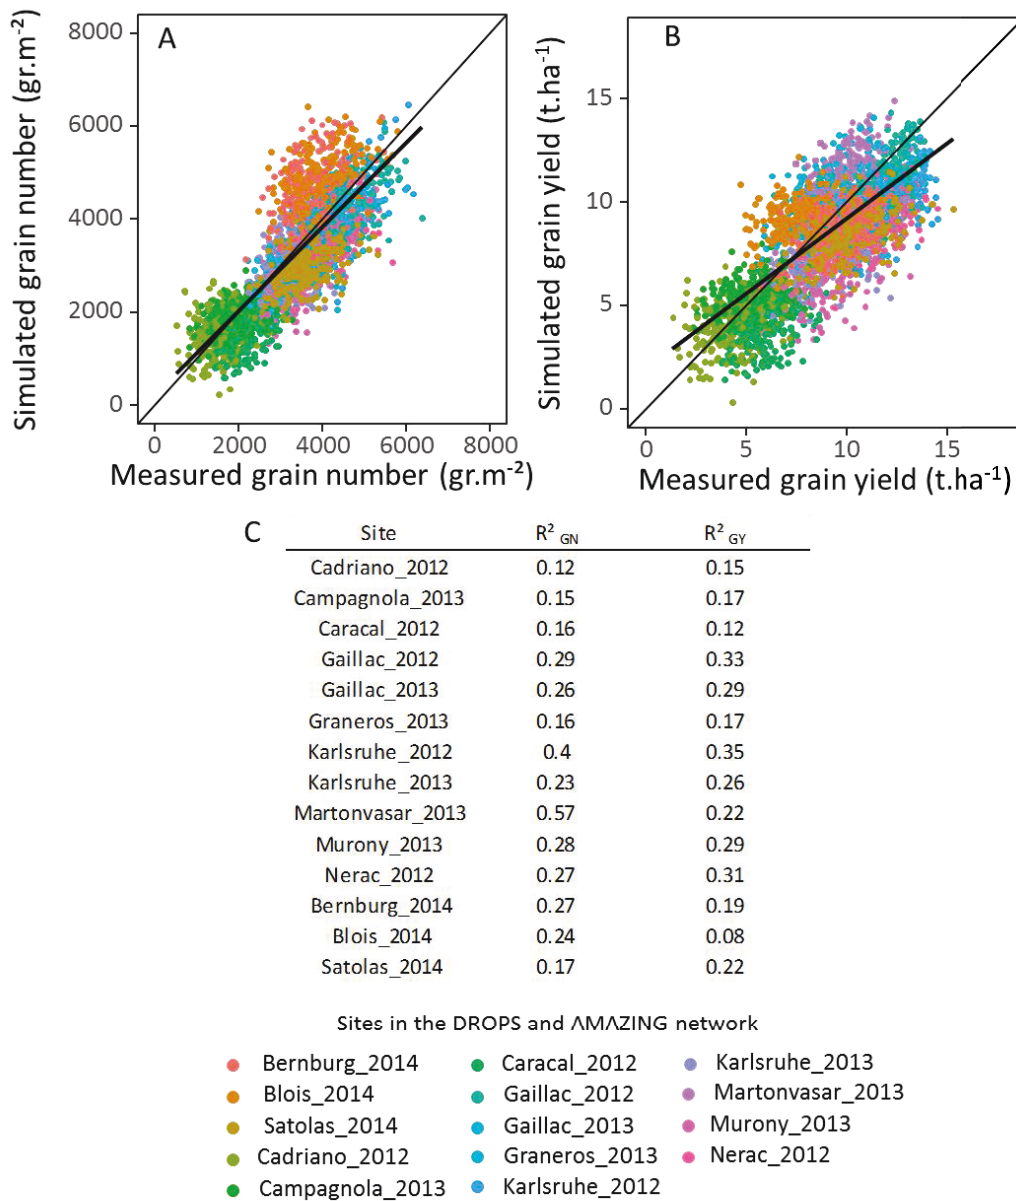 A
Simulated grain number (gr.m⁻²)
8000
6000
4000
2000
0
0 2000 4000 6000 8000
Measured grain number (gr.m⁻²)
B
Simulated grain yield (t.ha⁻¹)
15
10
5
0
0 5 10 15
Measured grain yield (t.ha⁻¹)
C
Site R² GN R² GY
Cadriano_2012 0.12 0.15
Campagnola_2013 0.15 0.17
Caracal_2012 0.16 0.12
Gaillac_2012 0.29 0.33
Gaillac_2013 0.26 0.29
Graneros_2013 0.16 0.17
Karlsruhe_2012 0.4 0.35
Karlsruhe_2013 0.23 0.26
Martonvasar_2013 0.57 0.22
Murony_2013 0.28 0.29
Nerac_2012 0.27 0.31
Bernburg_2014 0.27 0.19
Blois_2014 0.24 0.08
Satolas_2014 0.17 0.22
Sites in the DROPS and ΛMΛZING network
Bernburg_2014 Caracal_2012 Karlsruhe_2013
Blois_2014 Gaillac_2012 Martonvasar_2013
Satolas_2014 Gaillac_2013 Murony_2013
Cadriano_2012 Graneros_2013 Nerac_2012
Campagnola_2013 Karlsruhe_2012